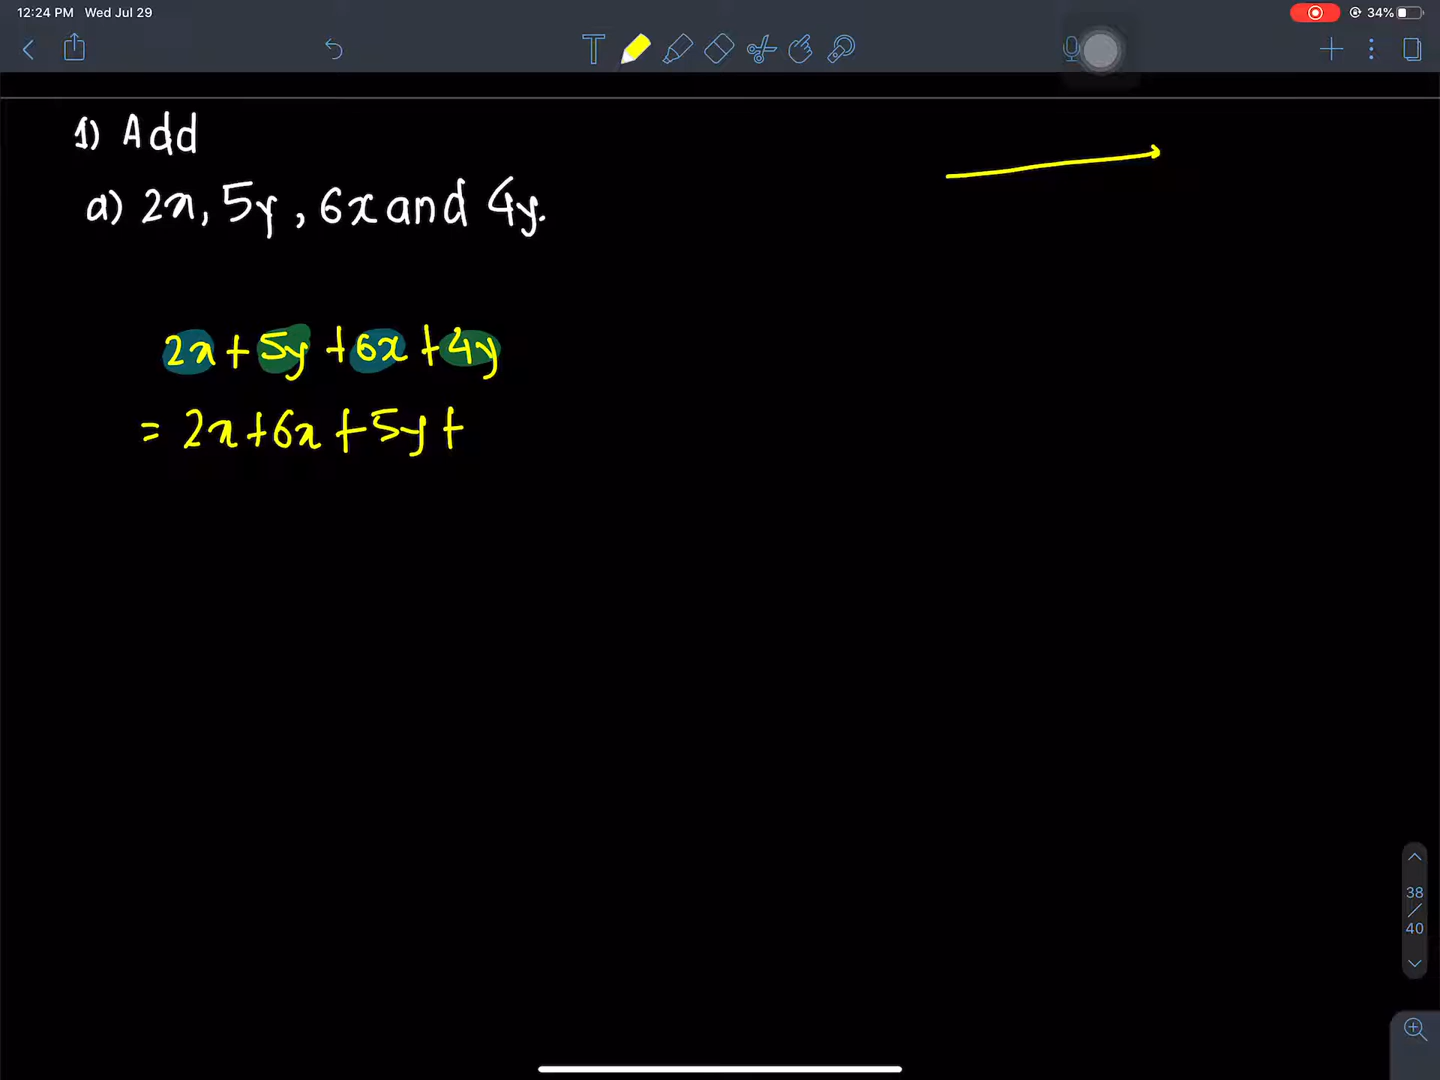 12:24 PM Wed Jul 29
34%
T
1) Add
a) 2x, 5y, 6x and 4y.
2x + 5y + 6x + 4y
= 2x + 6x + 5y +
38
/
40